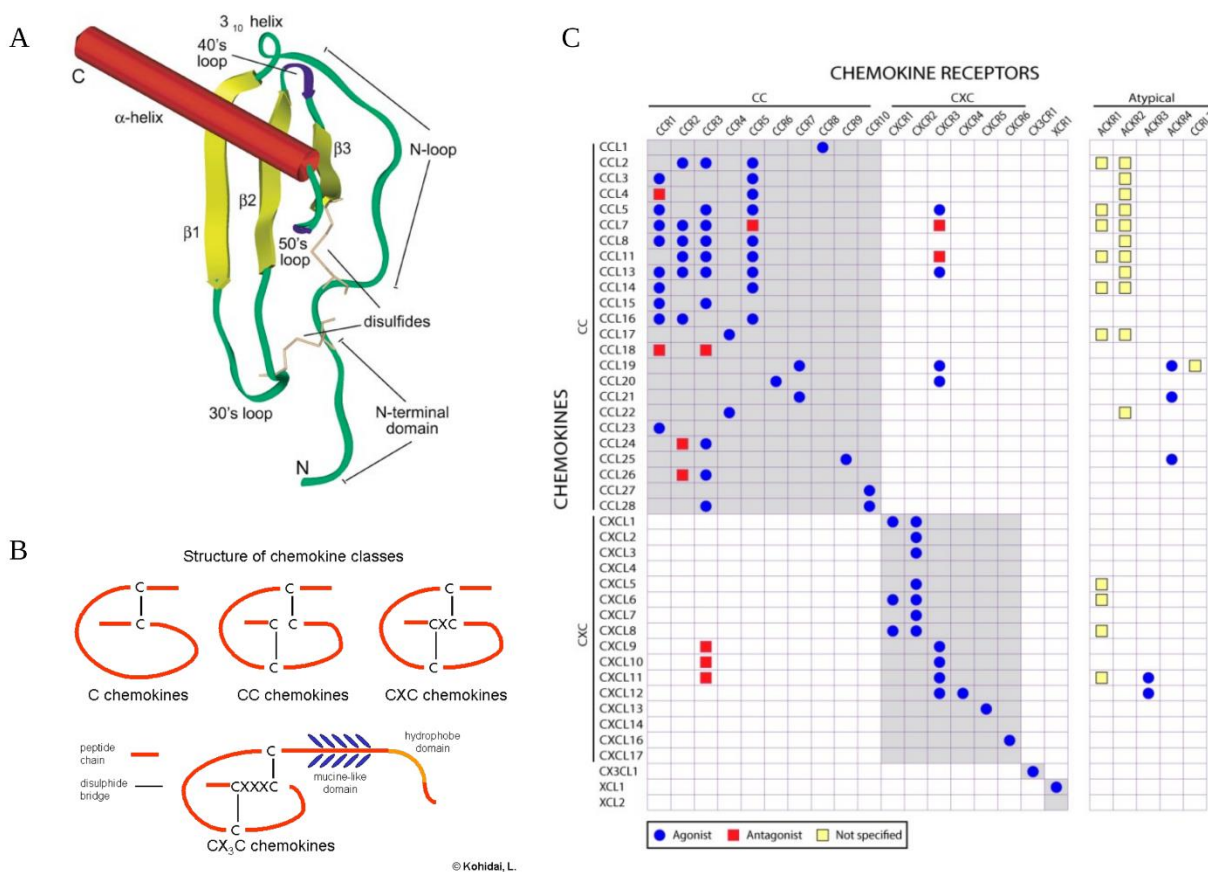 A
3 10 helix
40's
loop
C
α-helix
N-loop
β3
β2
β1
50's
loop
disulfides
30's loop
N-terminal
domain
N
B
Structure of chemokine classes
C
C
C chemokines
C
C C
C
CC chemokines
C
CXC
C
CXC chemokines
peptide
chain
disulphide
bridge
C
CXXXC
C
mucine-like
domain
hydrophobe
domain
CX3C chemokines
© Kohidai, L.
C
CHEMOKINE RECEPTORS
CC
CXC
Atypical
CCR1
CCR2
CCR3
CCR4
CCR5
CCR6
CCR7
CCR8
CCR9
CCR10
CXCR1
CXCR2
CXCR3
CXCR4
CXCR5
CXCR6
CX3CR1
XCR1
ACKR1
ACKR2
ACKR3
ACKR4
CHEMOKINES
CC
CCL1
CCL2
CCL3
CCL4
CCL5
CCL7
CCL8
CCL11
CCL13
CCL14
CCL15
CCL16
CCL17
CCL18
CCL19
CCL20
CCL21
CCL22
CCL23
CCL24
CCL25
CCL26
CCL27
CCL28
CXC
CXCL1
CXCL2
CXCL3
CXCL4
CXCL5
CXCL6
CXCL7
CXCL8
CXCL9
CXCL10
CXCL11
CXCL12
CXCL13
CXCL14
CXCL16
CXCL17
CX3CL1
XCL1
XCL2
Agonist
Antagonist
Not specified